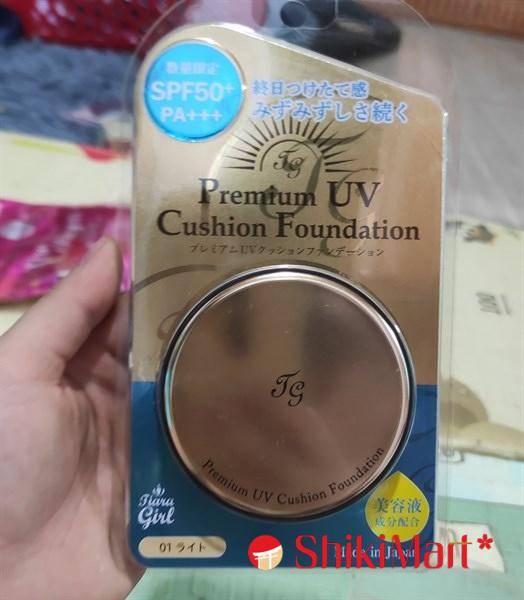 数量限定
SPF50+
PA+++
終日つけたて感
みずみずしさ続く
TG
Premium UV
Cushion Foundation
プレミアムUVクッションファンデーション
TG
Premium UV Cushion Foundation
Tiara
Girl
美容液
成分配合
01 ライト
Made in Japan
ShikiMart*
100